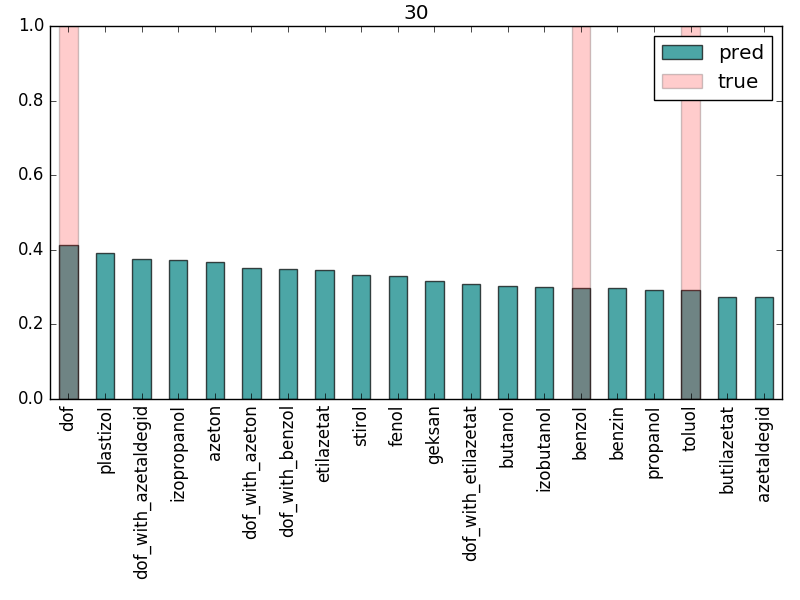 30
1.0
0.8
0.6
0.4
0.2
0.0
pred
true
dof
plastizol
dof_with_azetaldegid
izopropanol
azeton
dof_with_azeton
dof_with_benzol
etilazetat
stirol
fenol
geksan
dof_with_etilazetat
butanol
izobutanol
benzol
benzin
propanol
toluol
butilazetat
azetaldegid